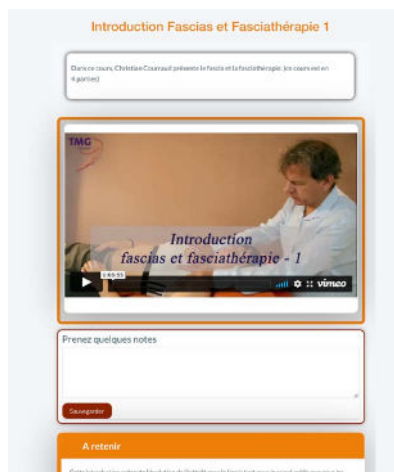 Introduction Fascias et Fasciathérapie 1
Dans ce cours, Christian Courraud présente le fascia et la fasciathérapie. (ce cours est en
4 parties)
TMG
Introduction
fascias et fasciathérapie - 1
vimeo
Prenez quelques notes
Sauvegarder
A retenir